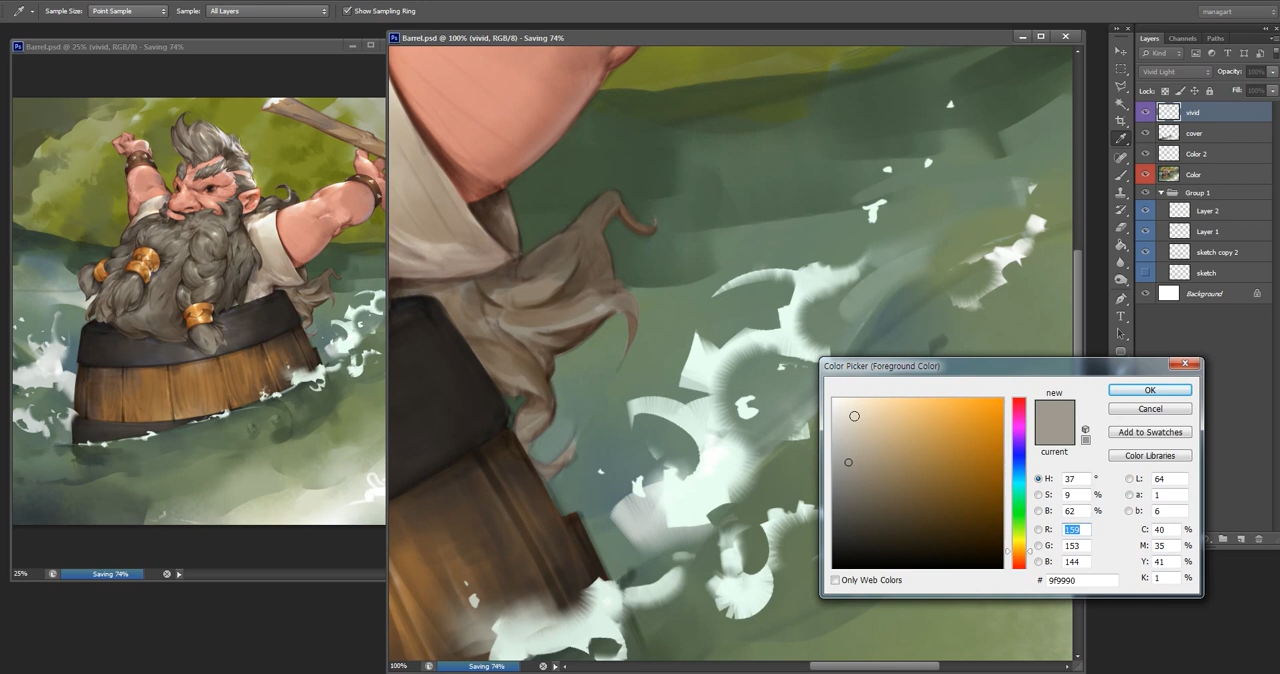 Sample Size: Point Sample Sample: All Layers Show Sampling Ring managart
Ps Barrel.psd @ 25% (vivid, RGB/8) - Saving 74%
Ps Barrel.psd @ 100% (vivid, RGB/8) - Saving 74%
Layers Channels Paths
Kind
Vivid Light Opacity: 100%
Lock: Fill: 100%
vivid
cover
Color 2
Color
Group 1
Layer 2
Layer 1
sketch copy 2
sketch
Background
T
Color Picker (Foreground Color)
new
current
OK
Cancel
Add to Swatches
Color Libraries
H: 37 ° L: 64
S: 9 % a: 1
B: 62 % b: 6
R: 159 C: 40 %
G: 153 M: 35 %
B: 144 Y: 41 %
# 9f9990 K: 1 %
Only Web Colors
25% Saving 74%
100% Saving 74%